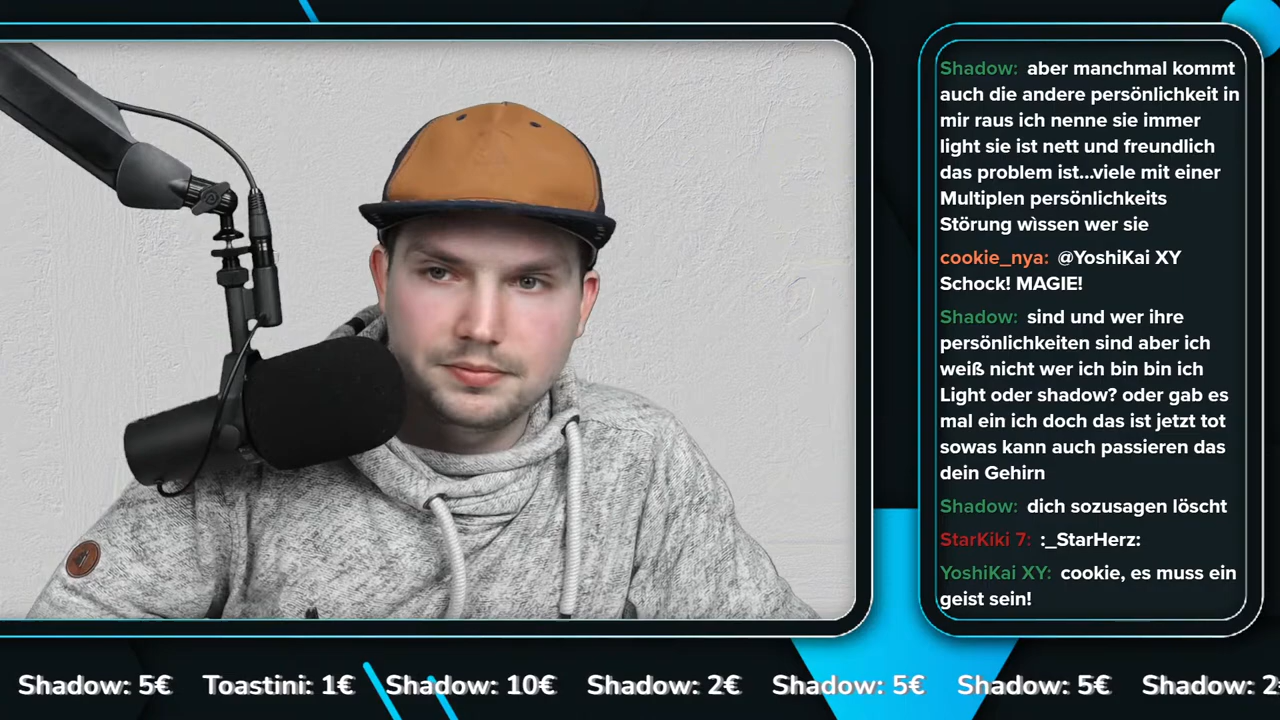 Shadow: aber manchmal kommt
auch die andere persönlichkeit in
mir raus ich nenne sie immer
light sie ist nett und freundlich
das problem ist...viele mit einer
Multiplen persönlichkeits
Störung wìssen wer sie
cookie_nya: @YoshiKai XY
Schock! MAGIE!
Shadow: sind und wer ihre
persönlichkeiten sind aber ich
weiß nicht wer ich bin bin ich
Light oder shadow? oder gab es
mal ein ich doch das ist jetzt tot
sowas kann auch passieren das
dein Gehirn
Shadow: dich sozusagen löscht
StarKiki 7: :_StarHerz:
YoshiKai XY: cookie, es muss ein
geist sein!
Shadow: 5€ Toastini: 1€ Shadow: 10€ Shadow: 2€ Shadow: 5€ Shadow: 5€ Shadow: 2€